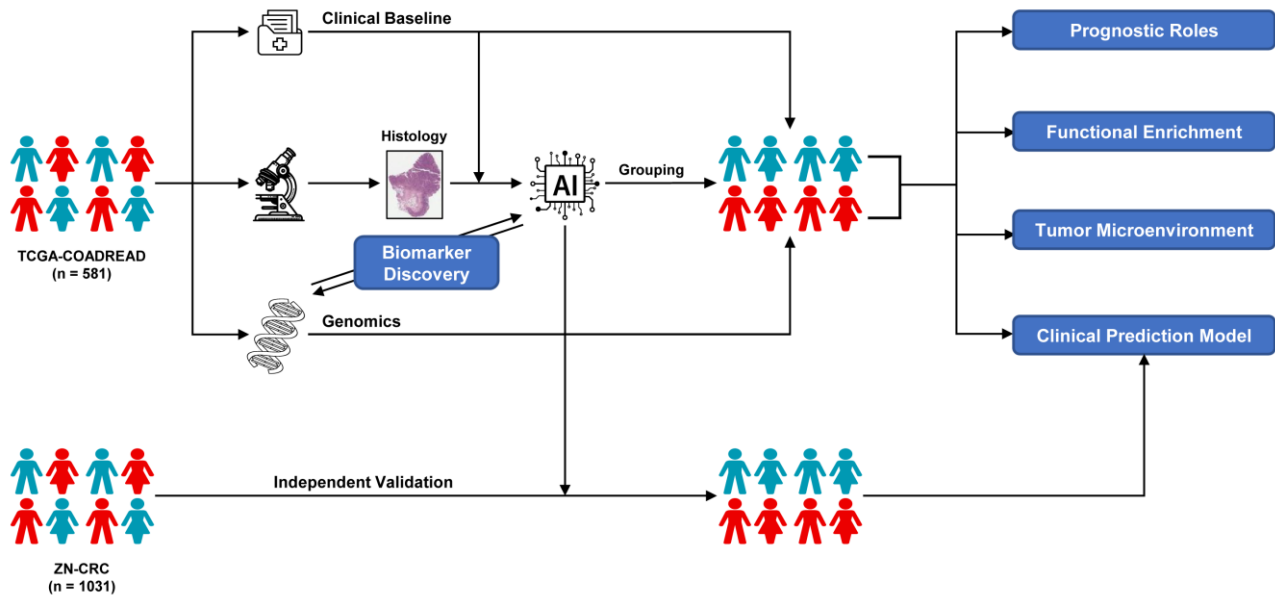 Clinical Baseline
Prognostic Roles
Histology
Functional Enrichment
AI
Grouping
TCGA-COADREAD
(n = 581)
Biomarker
Discovery
Tumor Microenvironment
Genomics
Clinical Prediction Model
Independent Validation
ZN-CRC
(n = 1031)